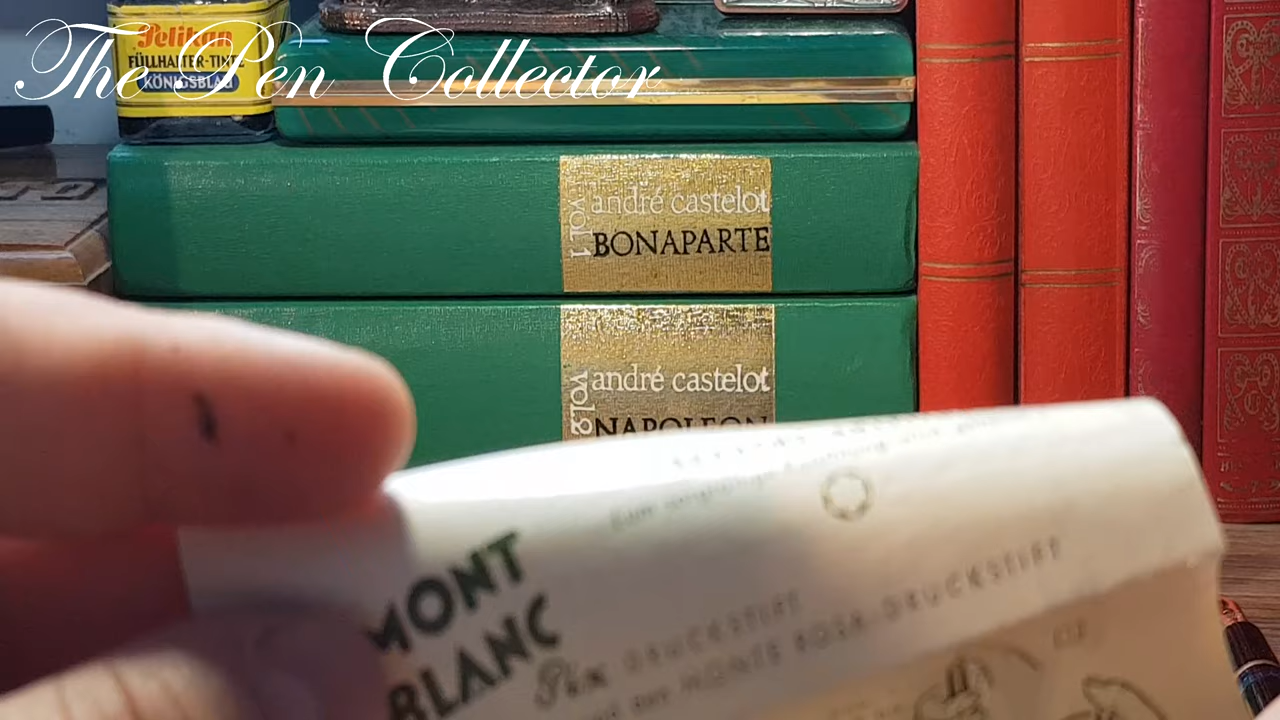 The Pen Collector
Pelikan
FÜLLHALTER-TINTE
KÖNIGSBLAU
VOL.1
andré castelot
BONAPARTE
VOL.2
andré castelot
NAPOLEON
MONT
BLANC
Pix DRUCKSTIFT
MONTE ROSA-DRUCKSTIFT